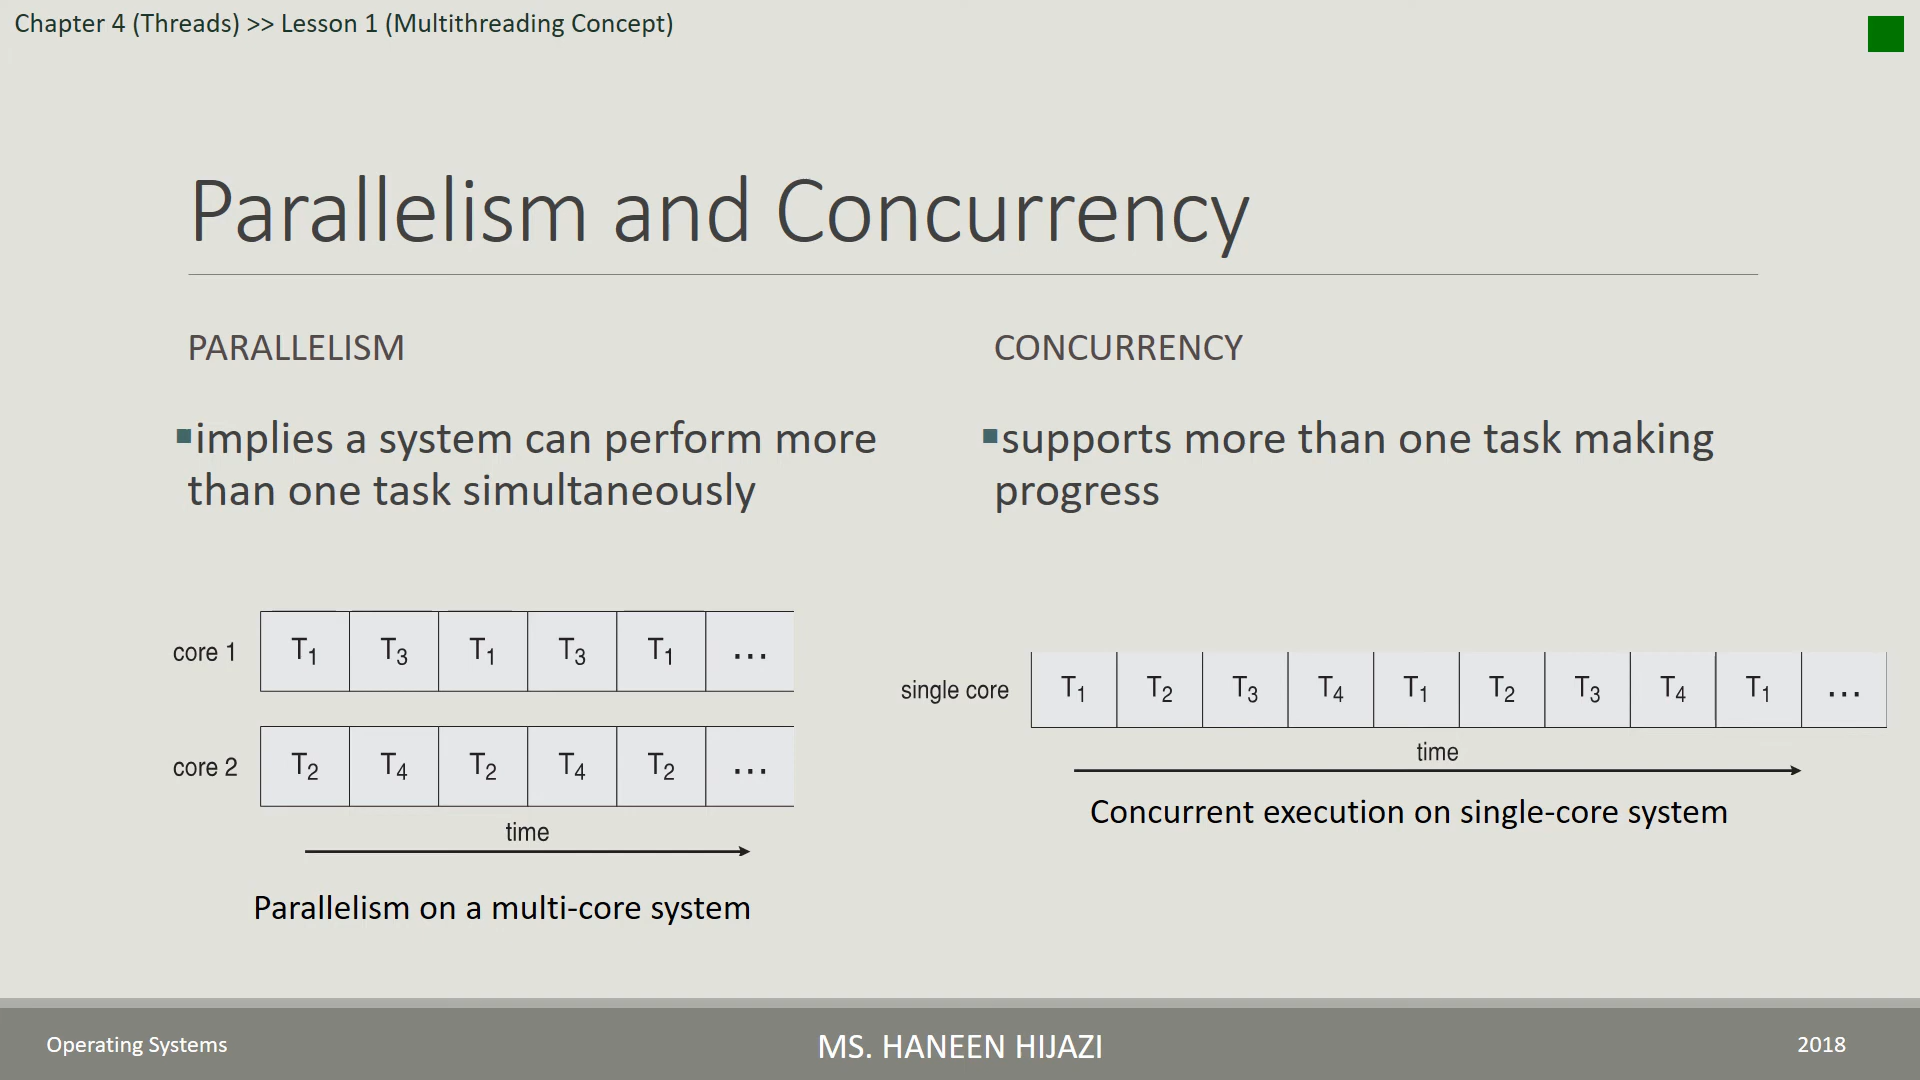 Chapter 4 (Threads) >> Lesson 1 (Multithreading Concept)
Parallelism and Concurrency
PARALLELISM
▪implies a system can perform more
than one task simultaneously
core 1 T₁ T₃ T₁ T₃ T₁ …
core 2 T₂ T₄ T₂ T₄ T₂ …
time
Parallelism on a multi-core system
CONCURRENCY
▪supports more than one task making
progress
single core T₁ T₂ T₃ T₄ T₁ T₂ T₃ T₄ T₁ …
time
Concurrent execution on single-core system
Operating Systems
MS. HANEEN HIJAZI
2018